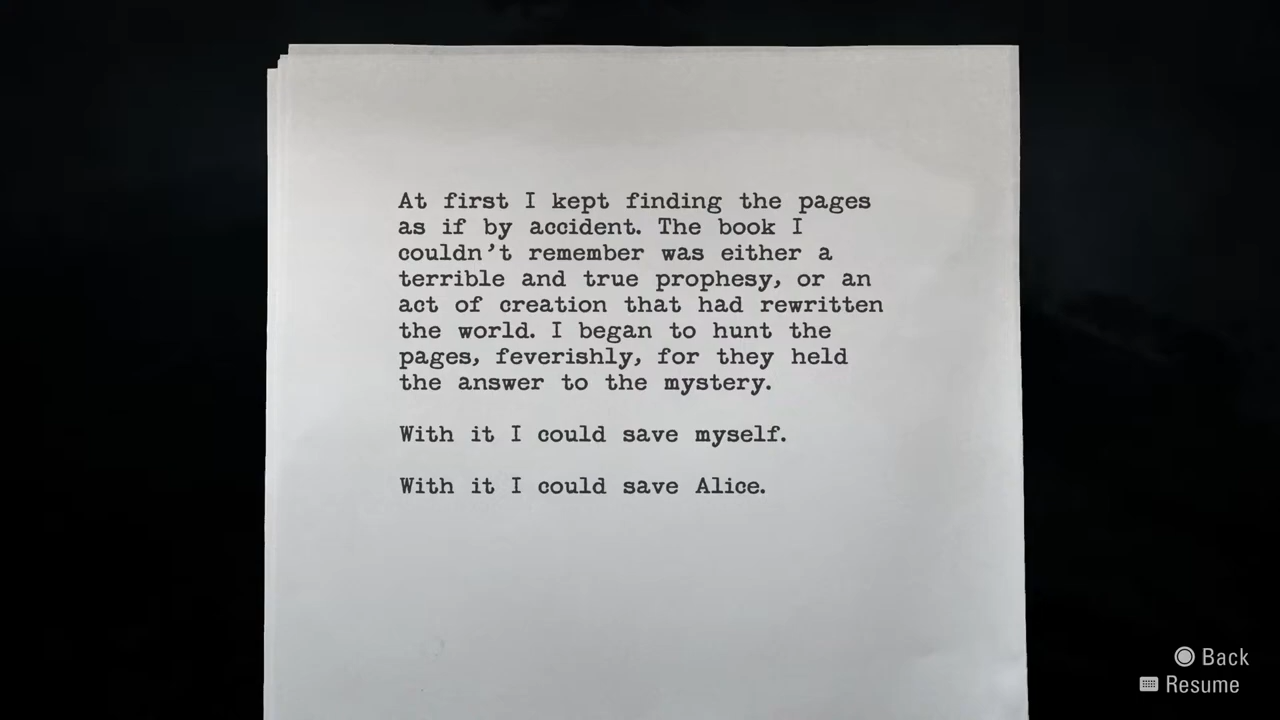 At first I kept finding the pages
as if by accident. The book I
couldn't remember was either a
terrible and true prophesy, or an
act of creation that had rewritten
the world. I began to hunt the
pages, feverishly, for they held
the answer to the mystery.
With it I could save myself.
With it I could save Alice.
Back
Resume